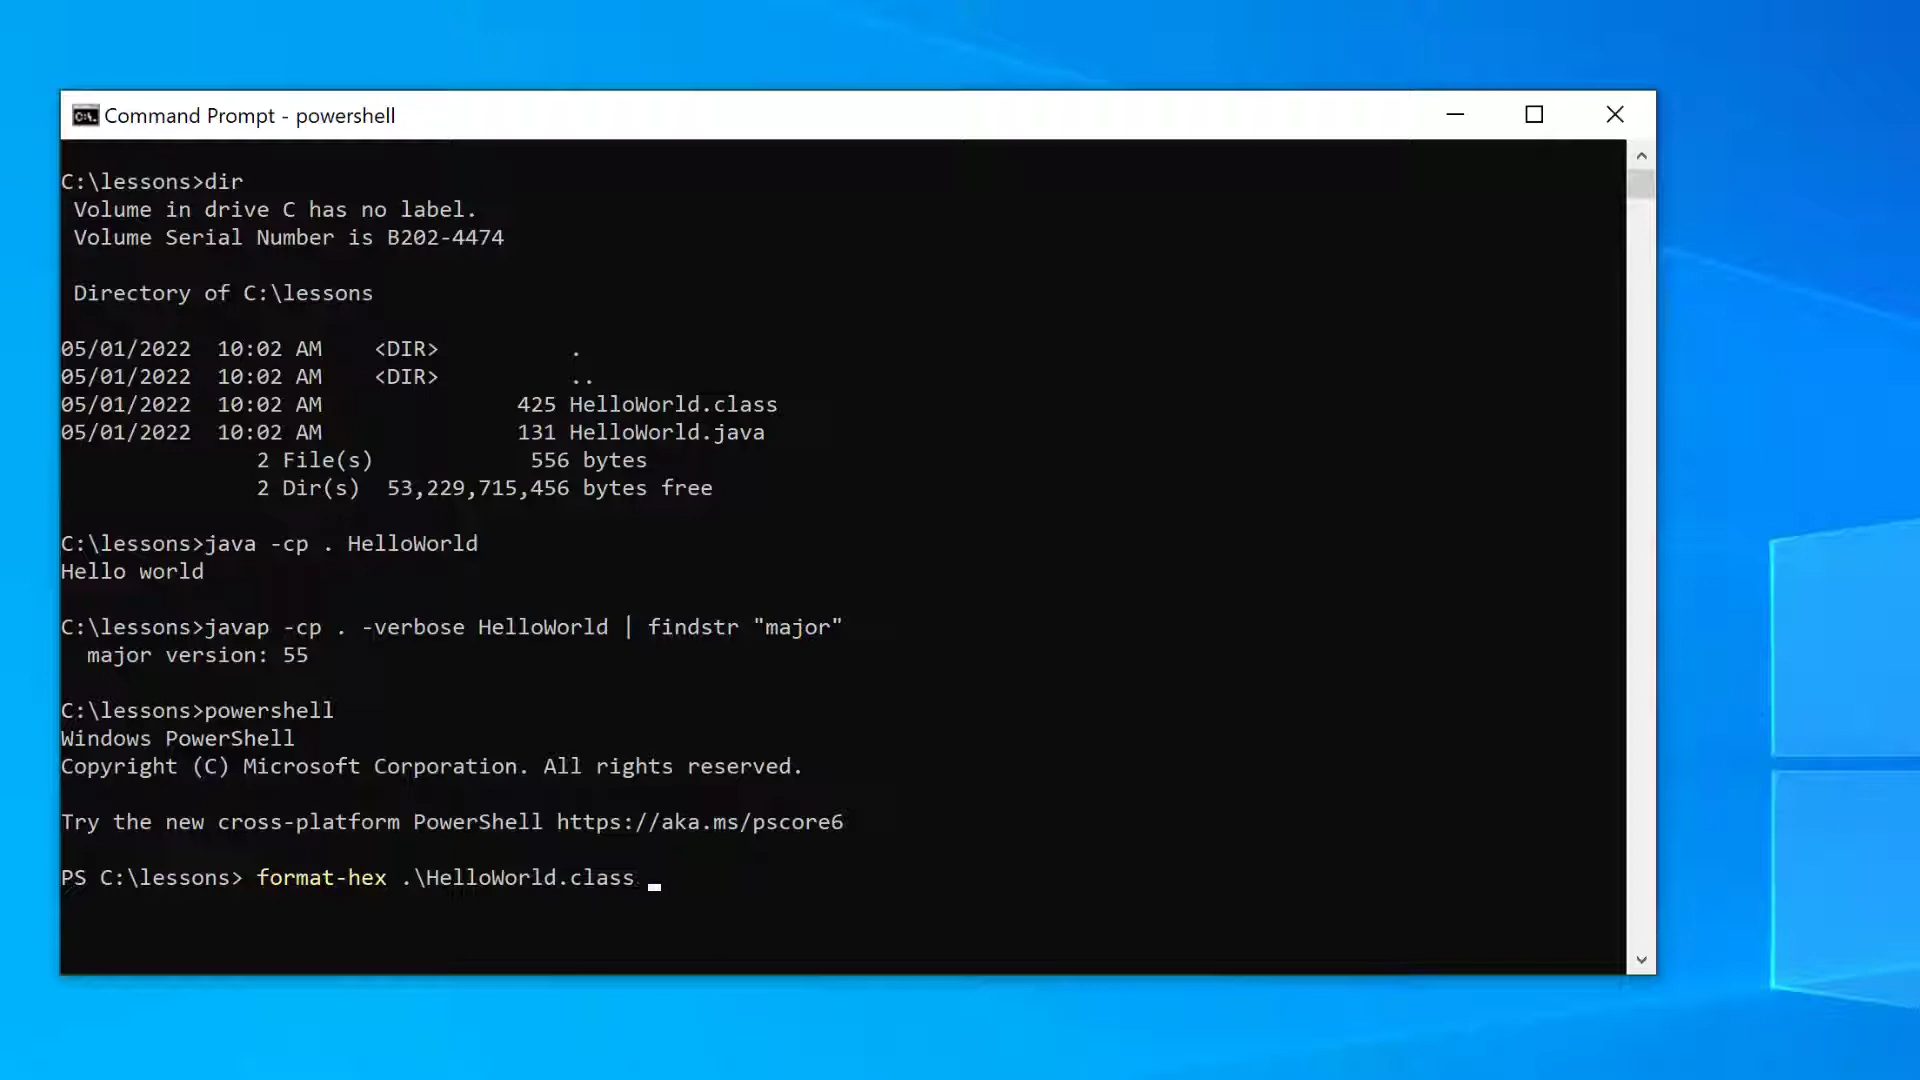 Command Prompt - powershell
C:\lessons>dir
Volume in drive C has no label.
Volume Serial Number is B202-4474
Directory of C:\lessons
05/01/2022  10:02 AM    <DIR>          .
05/01/2022  10:02 AM    <DIR>          ..
05/01/2022  10:02 AM               425 HelloWorld.class
05/01/2022  10:02 AM               131 HelloWorld.java
2 File(s)            556 bytes
2 Dir(s)  53,229,715,456 bytes free
C:\lessons>java -cp . HelloWorld
Hello world
C:\lessons>javap -cp . -verbose HelloWorld | findstr "major"
major version: 55
C:\lessons>powershell
Windows PowerShell
Copyright (C) Microsoft Corporation. All rights reserved.
Try the new cross-platform PowerShell https://aka.ms/pscore6
PS C:\lessons> format-hex .\HelloWorld.class